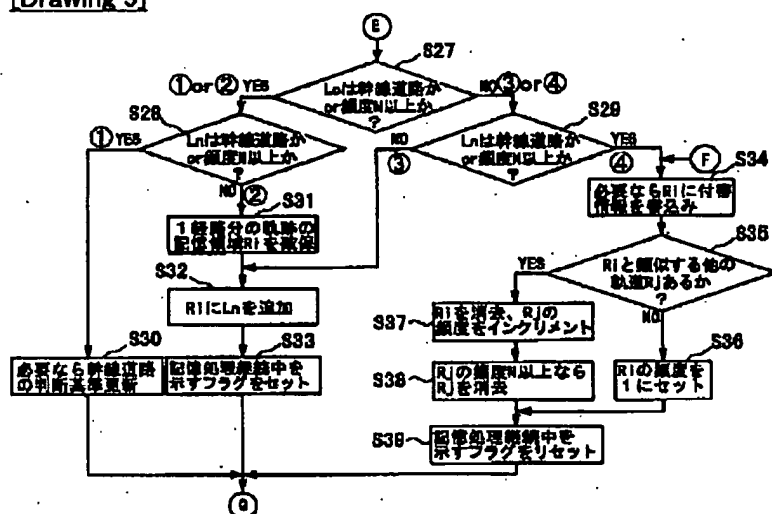 [Drawing 5]
E
S27
Loは幹線道路か
or頻度N以上か
?
①or② YES
NO ③or④
S28
Lnは幹線道路か
or頻度N以上か
?
① YES
NO ②
S29
Lnは幹線道路か
or頻度N以上か
?
NO
③
YES
④
F
S34
必要ならRiに付帯
情報を書込み
S31
1経路分の軌跡の
記憶領域Riを確保
S35
Riと類似する他の
軌道Rjあるか
?
YES
NO
S32
RiにLnを追加
S37
Riを消去、Rjの
頻度をインクリメント
S30
必要なら幹線道路
の判断基準更新
S33
記憶処理継続中を
示すフラグをセット
S38
Rjの頻度N以上なら
Rjを消去
S36
Riの頻度を
1にセット
S39
記憶処理継続中を
示すフラグをリセット
G